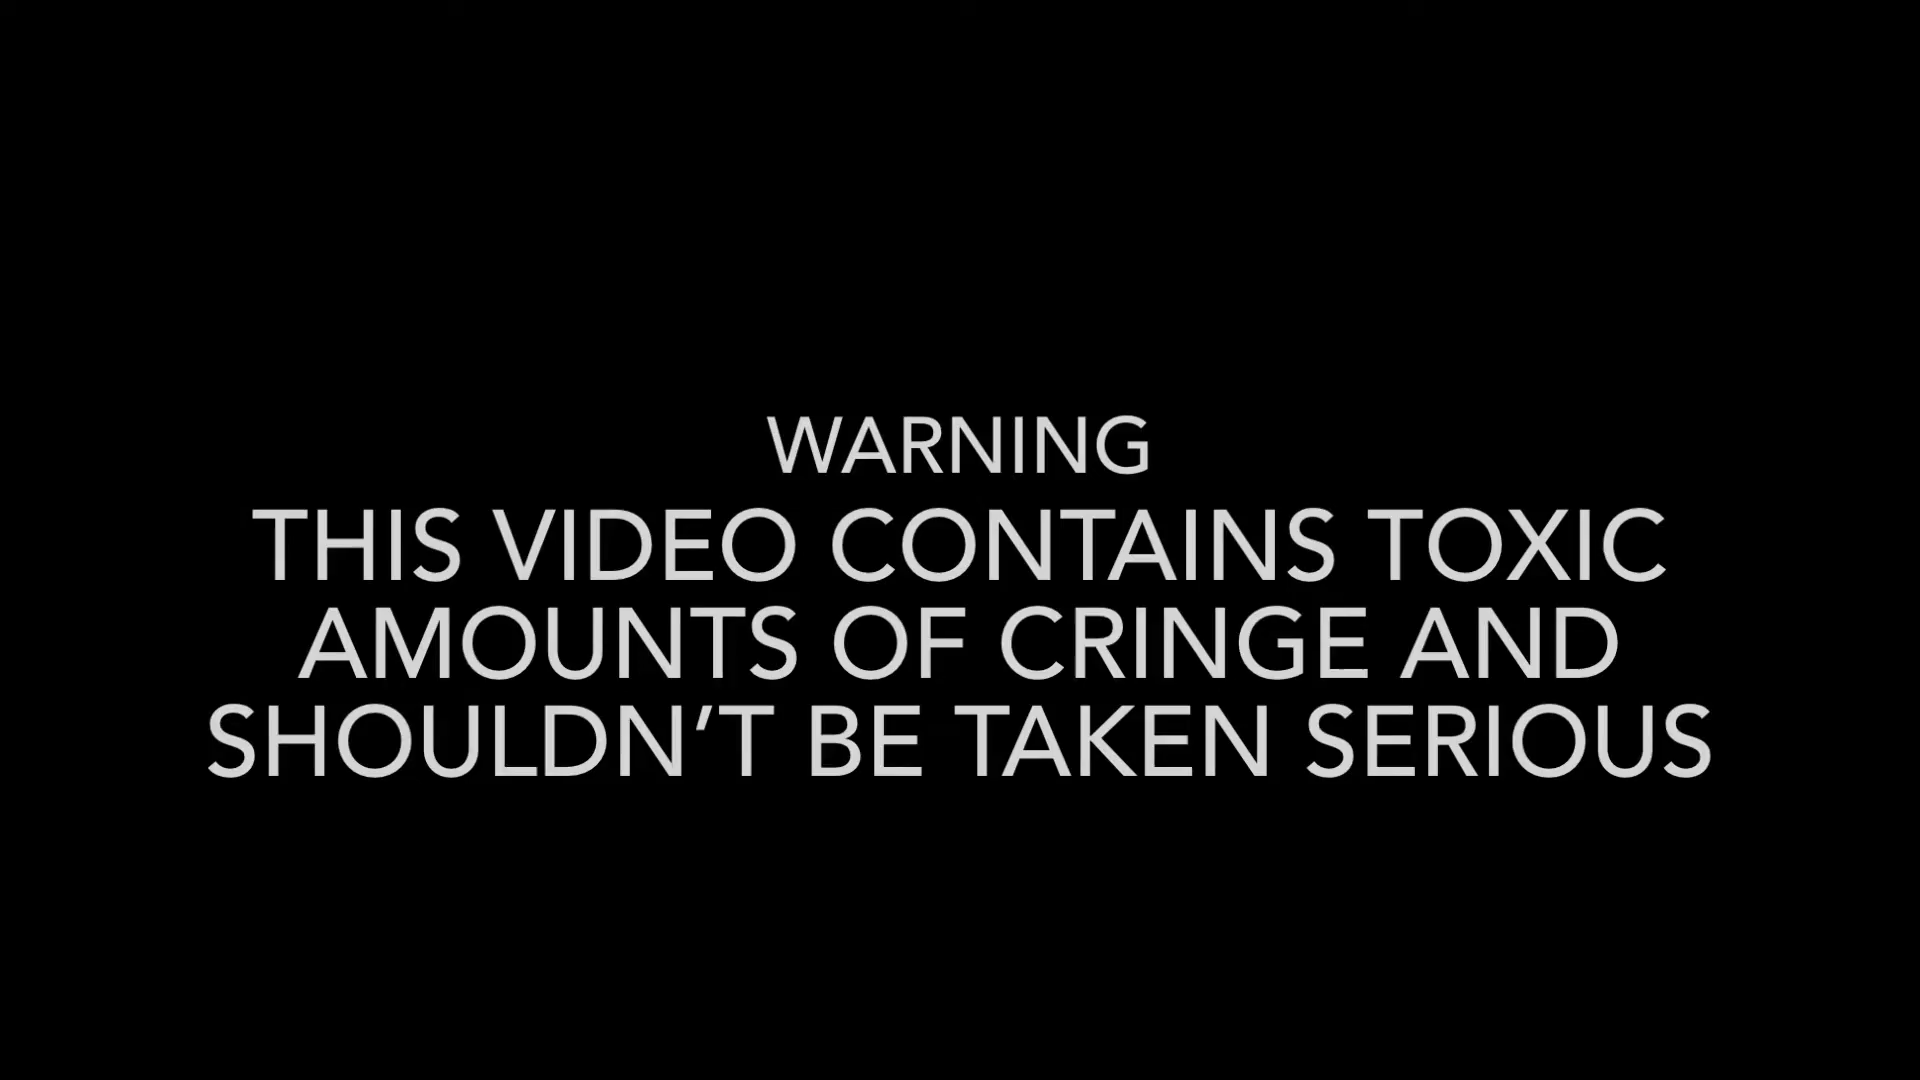 WARNING
THIS VIDEO CONTAINS TOXIC
AMOUNTS OF CRINGE AND
SHOULDN’T BE TAKEN SERIOUS